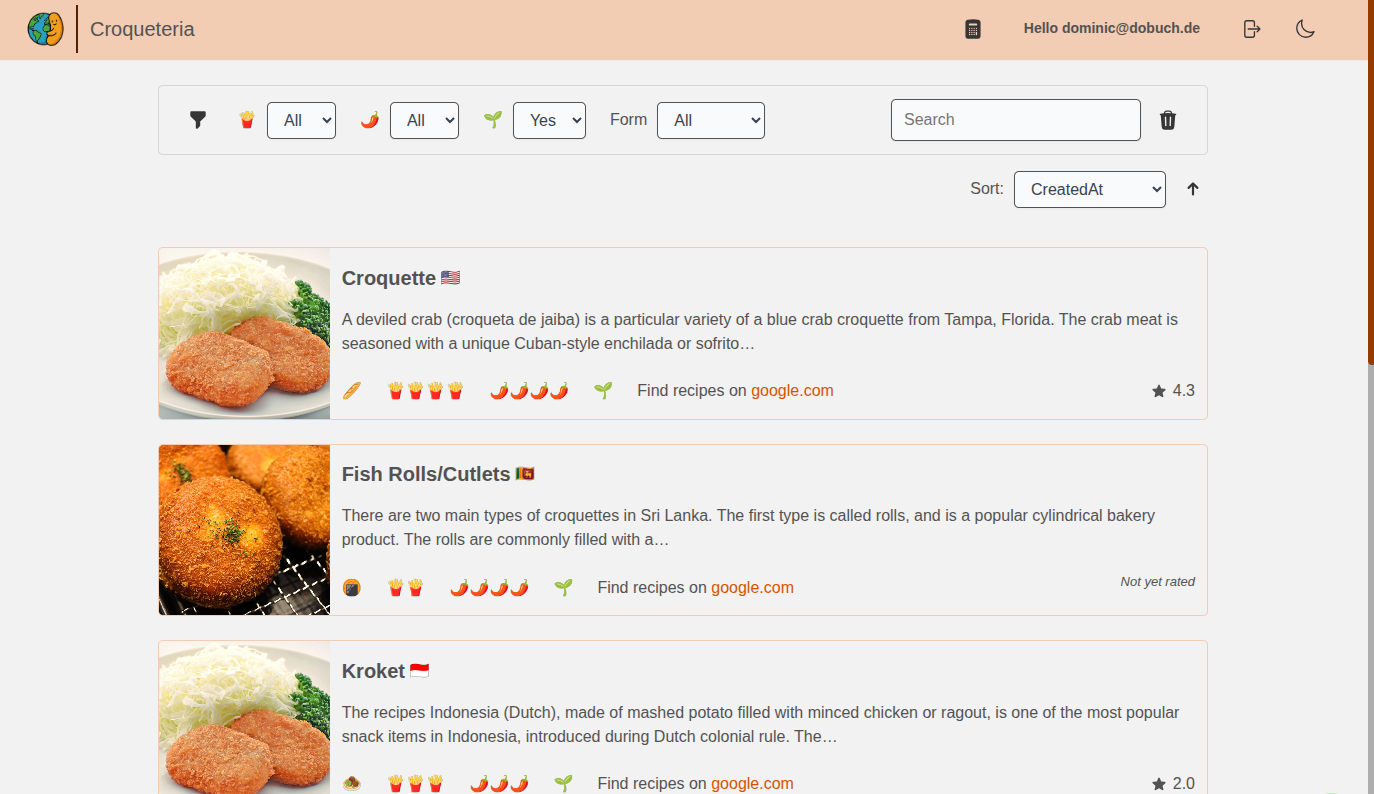 Croqueteria
Hello dominic@dobuch.de
All All Yes Form All Search
Sort: CreatedAt
Croquette
A deviled crab (croqueta de jaiba) is a particular variety of a blue crab croquette from Tampa, Florida. The crab meat is
seasoned with a unique Cuban-style enchilada or sofrito…
Find recipes on google.com 4.3
Fish Rolls/Cutlets
There are two main types of croquettes in Sri Lanka. The first type is called rolls, and is a popular cylindrical bakery
product. The rolls are commonly filled with a…
Find recipes on google.com Not yet rated
Kroket
The recipes Indonesia (Dutch), made of mashed potato filled with minced chicken or ragout, is one of the most popular
snack items in Indonesia, introduced during Dutch colonial rule. The…
Find recipes on google.com 2.0